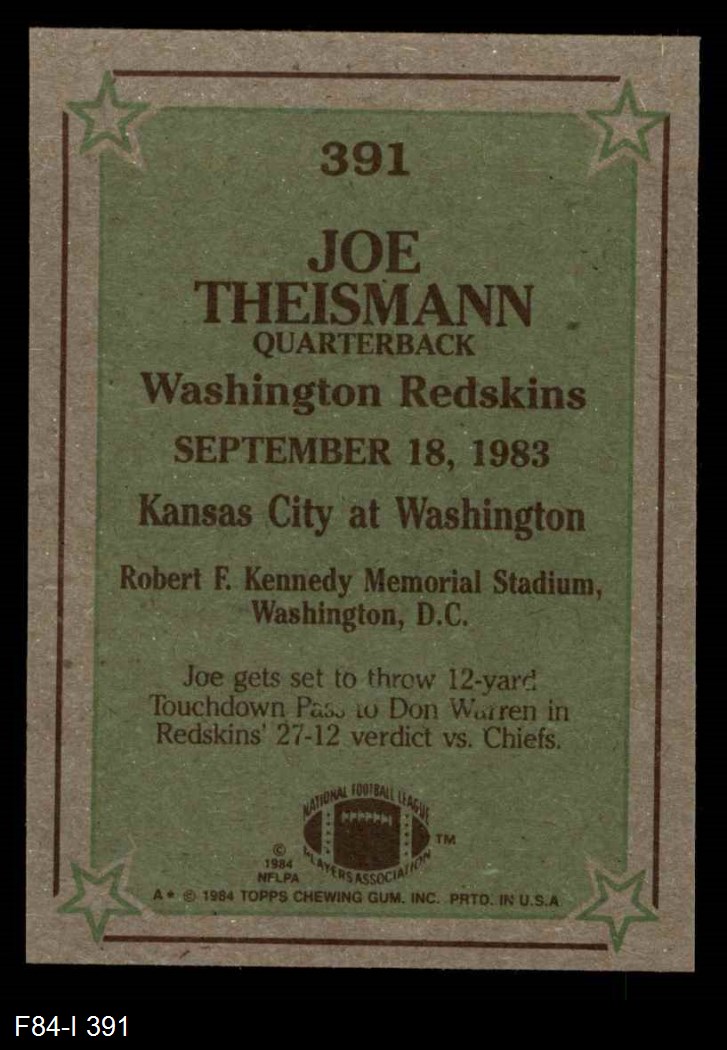 391
JOE
THEISMANN
QUARTERBACK
Washington Redskins
SEPTEMBER 18, 1983
Kansas City at Washington
Robert F. Kennedy Memorial Stadium,
Washington, D.C.
Joe gets set to throw 12-yard
Touchdown Pass to Don Warren in
Redskins' 27-12 verdict vs. Chiefs.
NATIONAL FOOTBALL LEAGUE
PLAYERS ASSOCIATION
TM
©
1984
NFLPA
A* © 1984 TOPPS CHEWING GUM. INC. PRTD. IN U.S.A
F84-I 391